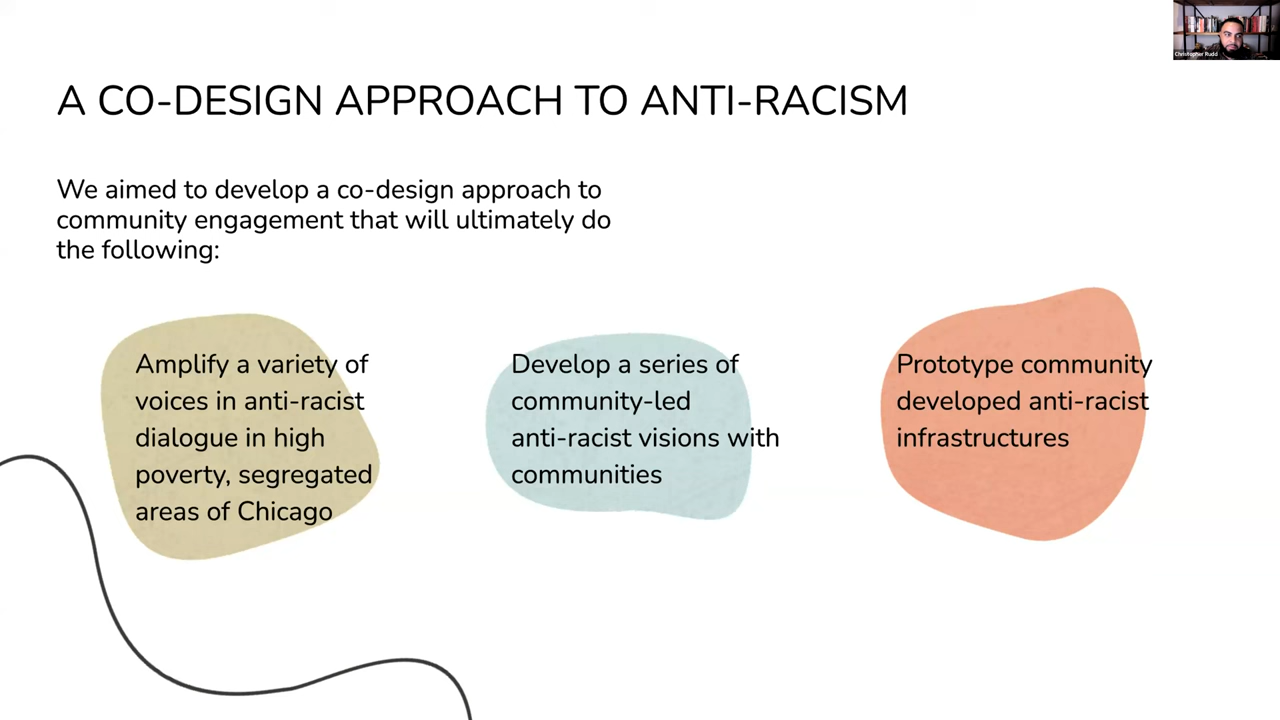 Christopher Rudd
A CO-DESIGN APPROACH TO ANTI-RACISM
We aimed to develop a co-design approach to
community engagement that will ultimately do
the following:
Amplify a variety of
voices in anti-racist
dialogue in high
poverty, segregated
areas of Chicago
Develop a series of
community-led
anti-racist visions with
communities
Prototype community
developed anti-racist
infrastructures